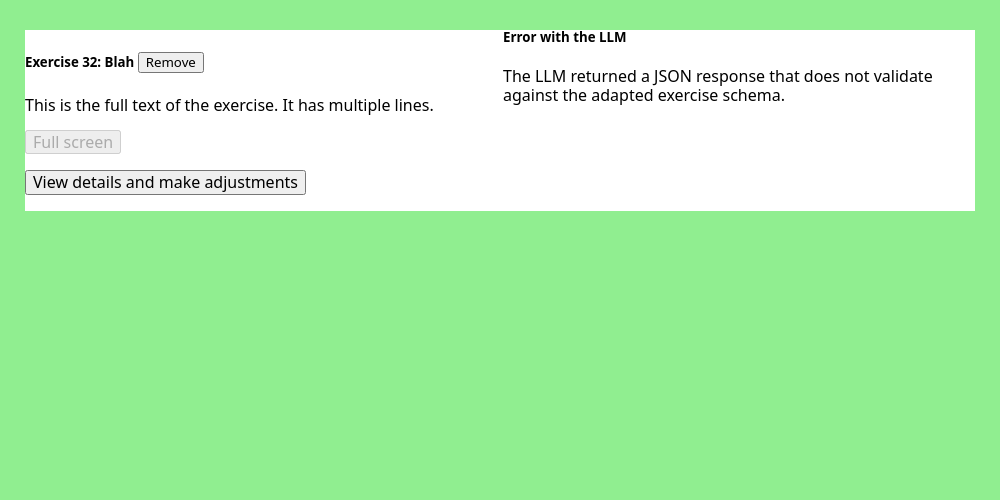 Exercise 32: Blah Remove
This is the full text of the exercise. It has multiple lines.
Full screen
View details and make adjustments
Error with the LLM
The LLM returned a JSON response that does not validate
against the adapted exercise schema.